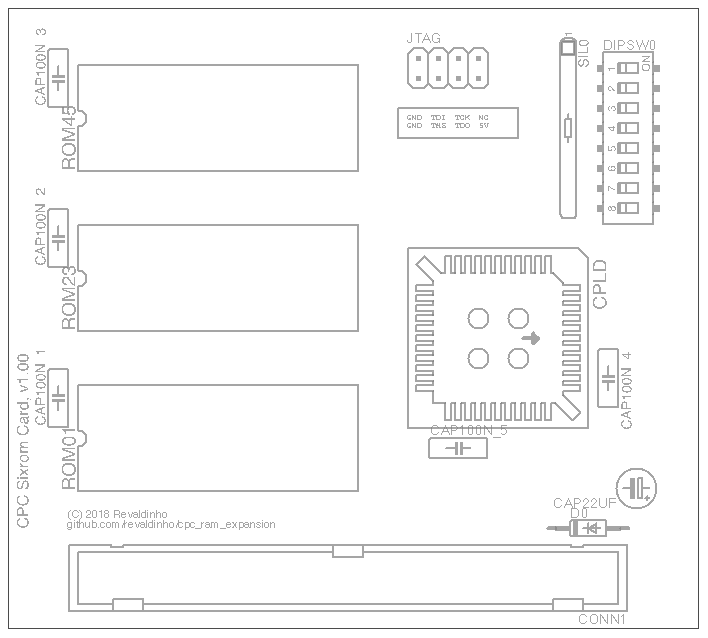 CAP100N_3
ROM45
JTAG
GND TDI TCK NC
GND TMS TDO 5V
1
SIL0
DIPSW0
ON
1
2
3
4
5
6
7
8
CAP100N_2
ROM23
CPLD
CAP100N_4
CAP100N_5
CAP100N_1
ROM01
CPC Sixrom Card, v1.00
(C) 2018 Revaldinho
github.com/revaldinho/cpc_ram_expansion
CAP22UF
+
D0
CONN1